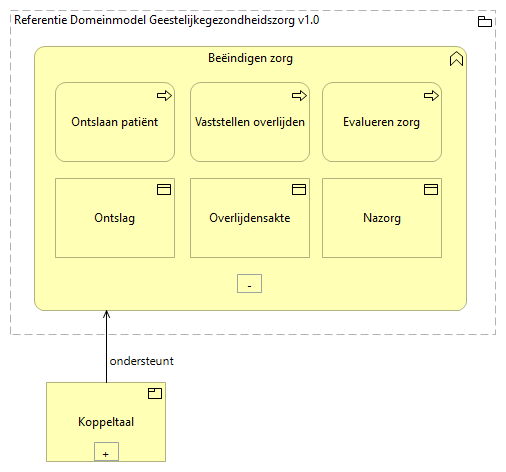 Referentie Domeinmodel Geestelijkegezondheidszorg v1.0
Beëindigen zorg
Ontslaan patiënt
Vaststellen overlijden
Evalueren zorg
Ontslag
Overlijdensakte
Nazorg
-
ondersteunt
Koppeltaal
+